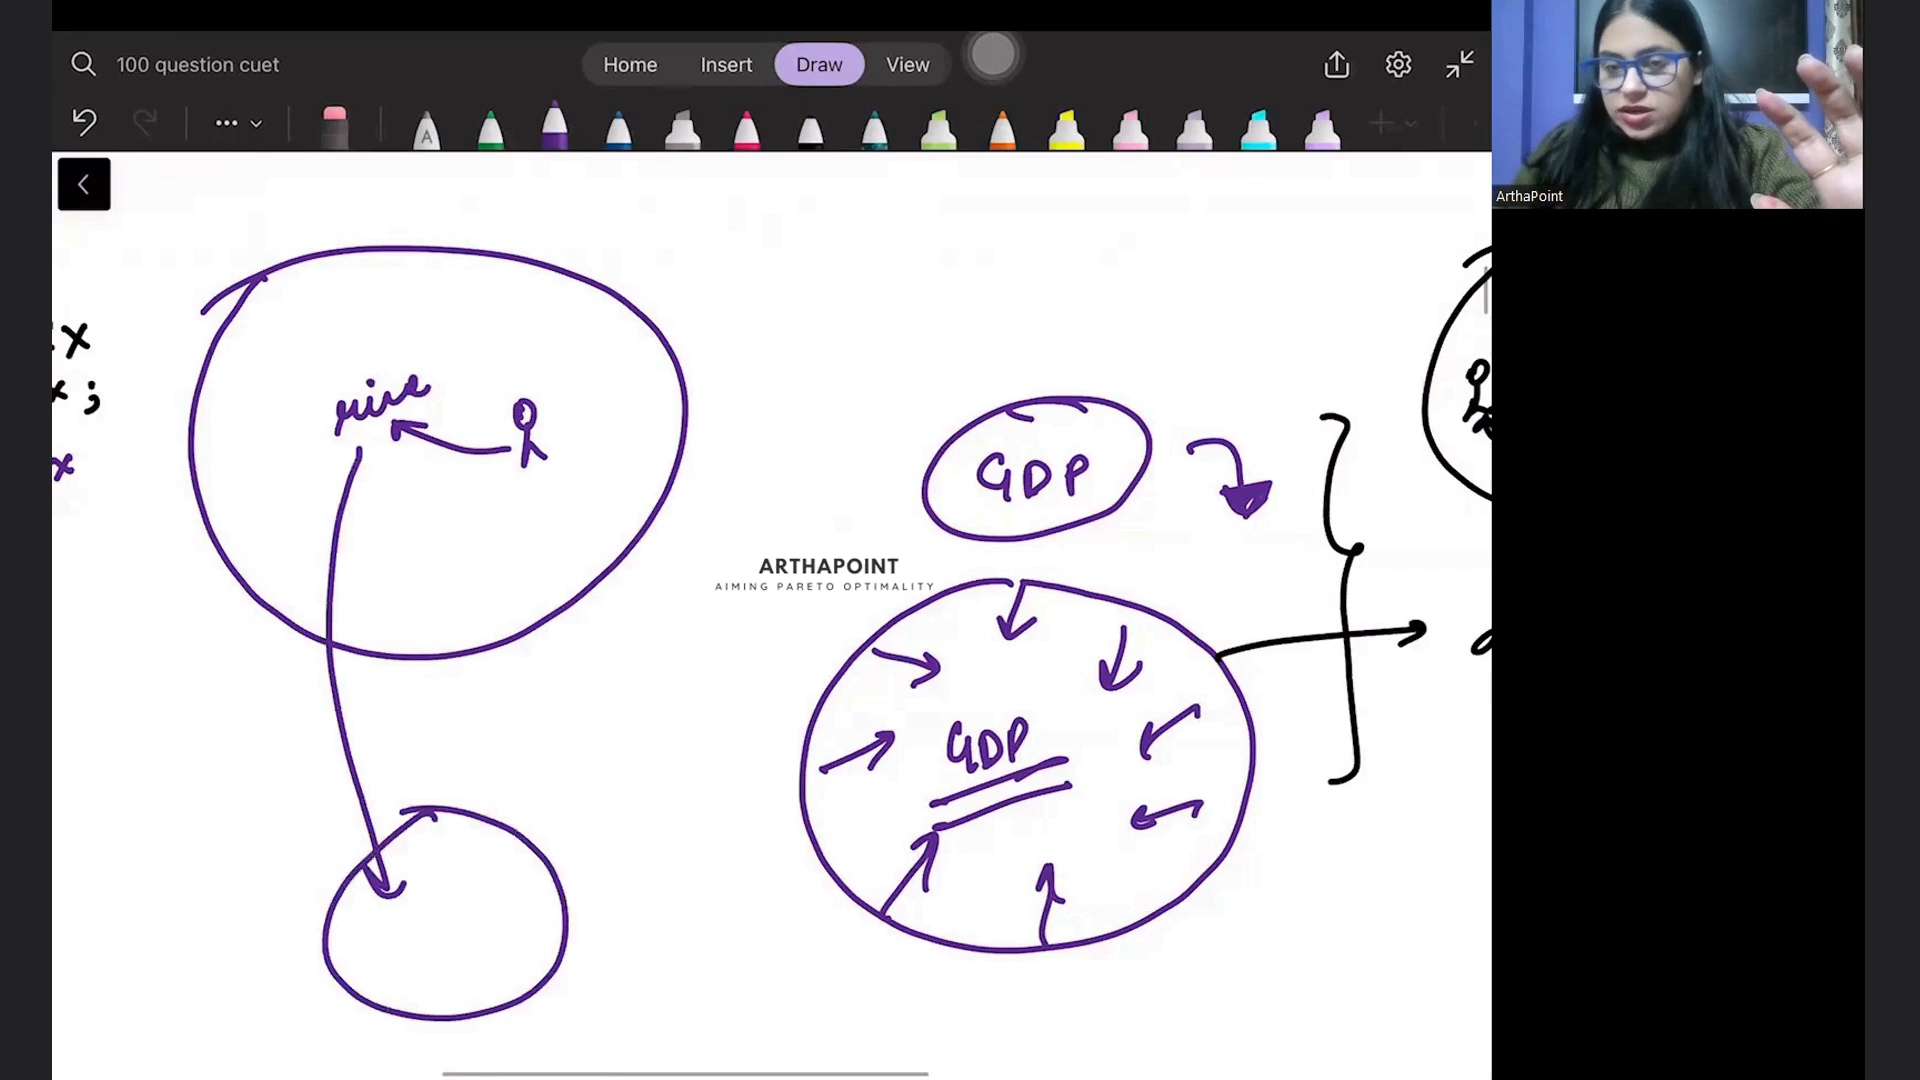 100 question cuet
Home Insert Draw View
A
ArthaPoint
x
x ;
x
GDP
ARTHAPOINT
AIMING PARETO OPTIMALITY
GDP